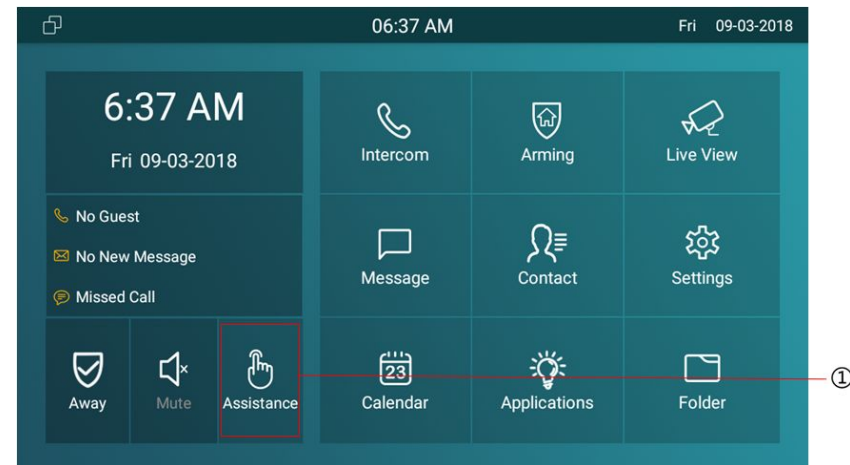 06:37 AM
Fri 09-03-2018
6:37 AM
Fri 09-03-2018
No Guest
No New Message
Missed Call
Away
Mute
Assistance
Intercom
Arming
Live View
Message
Contact
Settings
23
Calendar
Applications
Folder
①